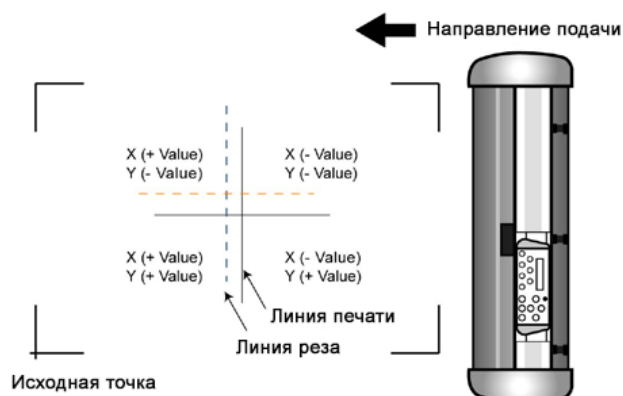 Направление подачи
X (+ Value)
Y (- Value)
X (- Value)
Y (- Value)
X (+ Value)
Y (+ Value)
X (- Value)
Y (+ Value)
Линия печати
Линия реза
Исходная точка